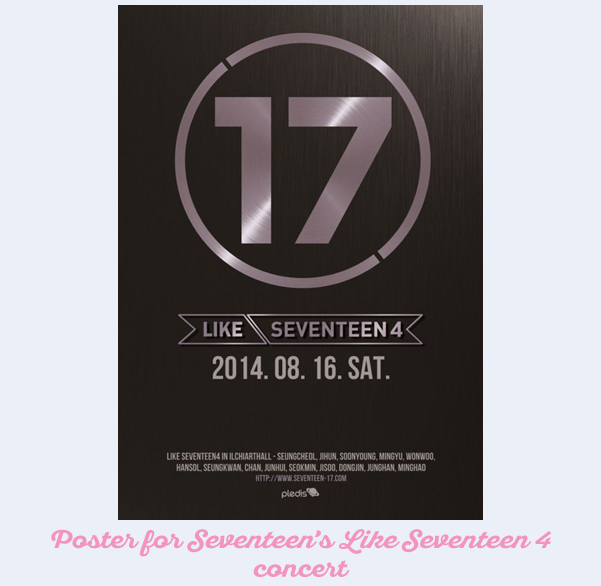 17
LIKE SEVENTEEN 4
2014. 08. 16. SAT.
LIKE SEVENTEEN4 IN ILCHIARTHALL - SEUNGCHEOL, JIHUN, SOONYOUNG, MINGYU, WONWOO,
HANSOL, SEUNGKWAN, CHAN, JUNHUI, SEOKMIN, JISOO, DONGJIN, JUNGHAN, MINGHAO
HTTP://WWW.SEVENTEEN-17.COM
pledis
Poster for Seventeen's Like Seventeen 4
concert